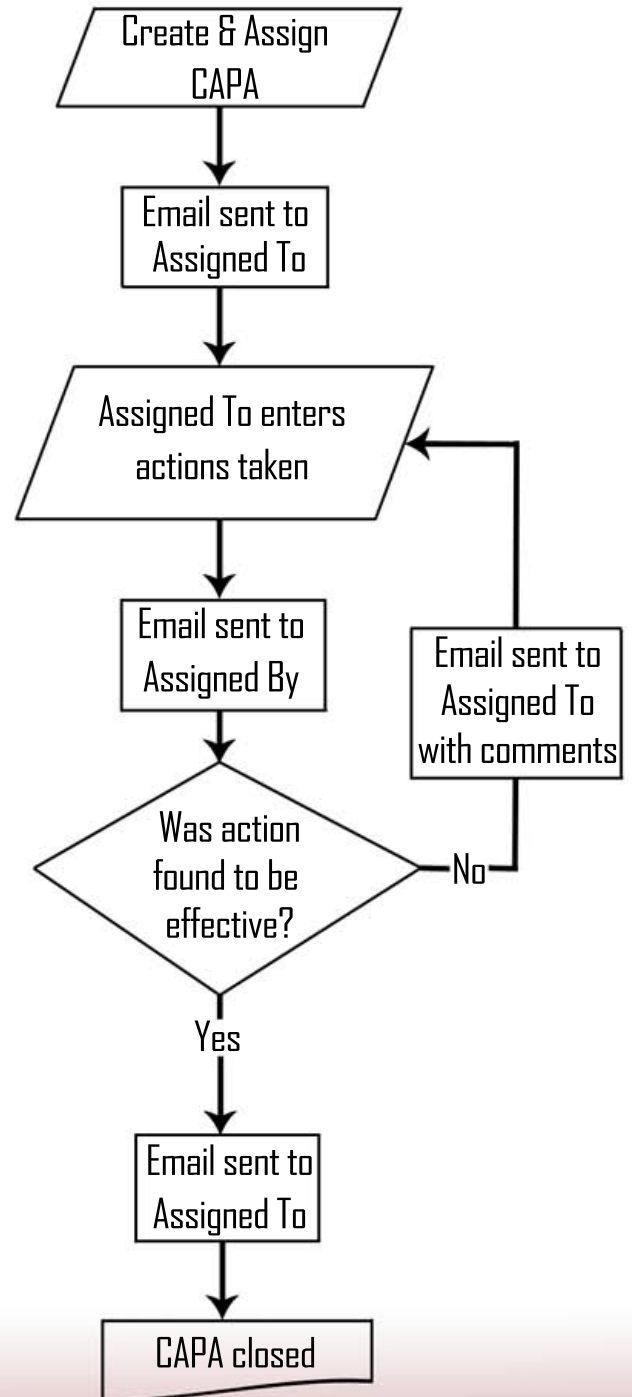 Create & Assign
CAPA
Email sent to
Assigned To
Assigned To enters
actions taken
Email sent to
Assigned By
Email sent to
Assigned To
with comments
Was action
found to be
effective?
No
Yes
Email sent to
Assigned To
CAPA closed